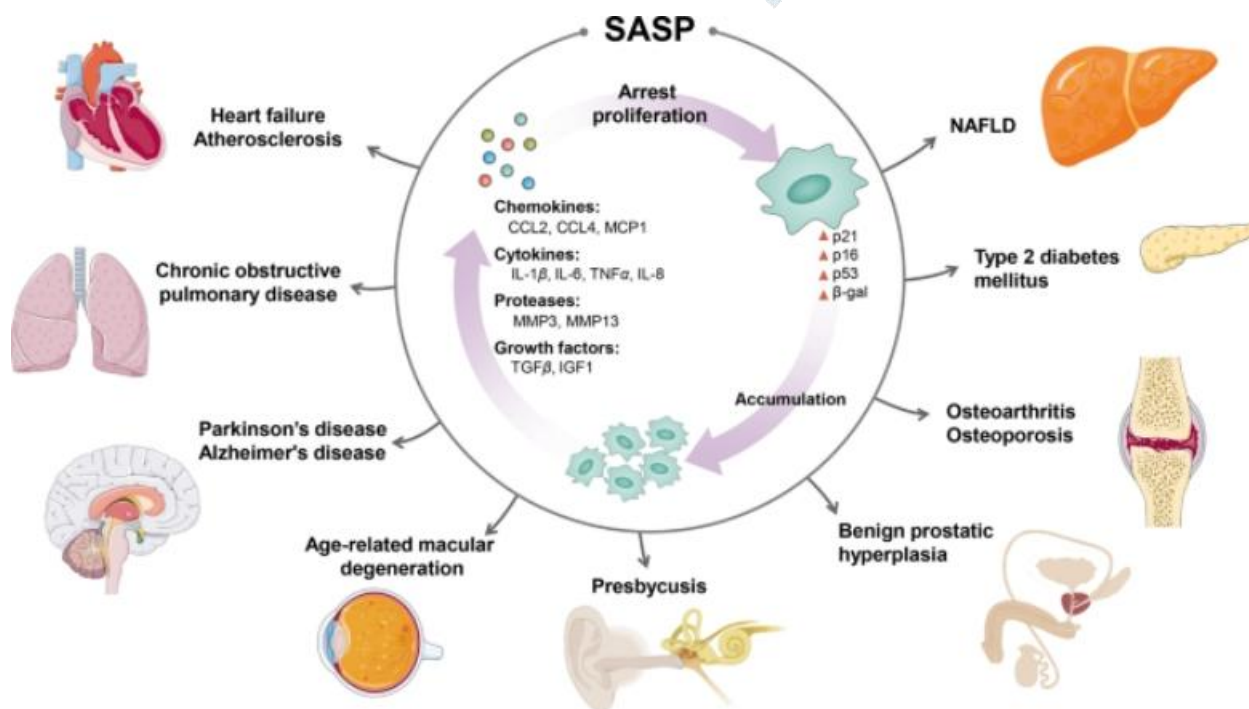 SASP
Arrest
proliferation
Heart failure
Atherosclerosis
NAFLD
Chemokines:
CCL2, CCL4, MCP1
Cytokines:
IL-1β, IL-6, TNFα, IL-8
Proteases:
MMP3, MMP13
Growth factors:
TGFβ, IGF1
p21
p16
p53
β-gal
Chronic obstructive
pulmonary disease
Type 2 diabetes
mellitus
Accumulation
Parkinson's disease
Alzheimer's disease
Osteoarthritis
Osteoporosis
Age-related macular
degeneration
Presbycusis
Benign prostatic
hyperplasia